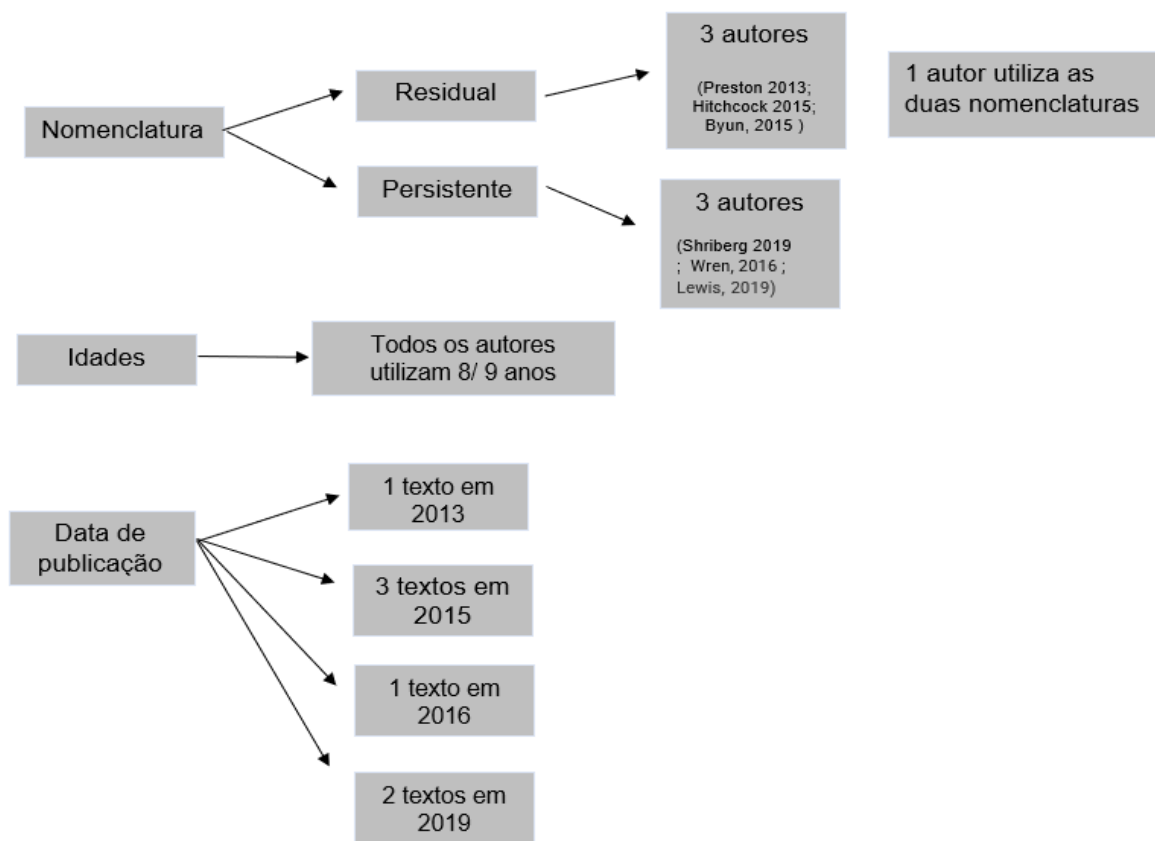 Nomenclatura
Residual
3 autores
(Preston 2013;
Hitchcock 2015;
Byun, 2015 )
1 autor utiliza as
duas nomenclaturas
Persistente
3 autores
(Shriberg 2019
; Wren, 2016 ;
Lewis, 2019)
Idades
Todos os autores
utilizam 8/ 9 anos
Data de
publicação
1 texto em
2013
3 textos em
2015
1 texto em
2016
2 textos em
2019